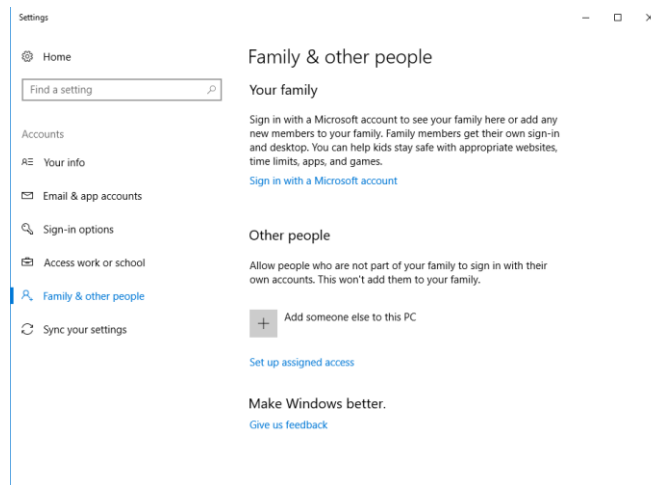 Settings
Home
Find a setting
Accounts
Your info
Email & app accounts
Sign-in options
Access work or school
Family & other people
Sync your settings
Family & other people
Your family
Sign in with a Microsoft account to see your family here or add any
new members to your family. Family members get their own sign-in
and desktop. You can help kids stay safe with appropriate websites,
time limits, apps, and games.
Sign in with a Microsoft account
Other people
Allow people who are not part of your family to sign in with their
own accounts. This won't add them to your family.
Add someone else to this PC
Set up assigned access
Make Windows better.
Give us feedback